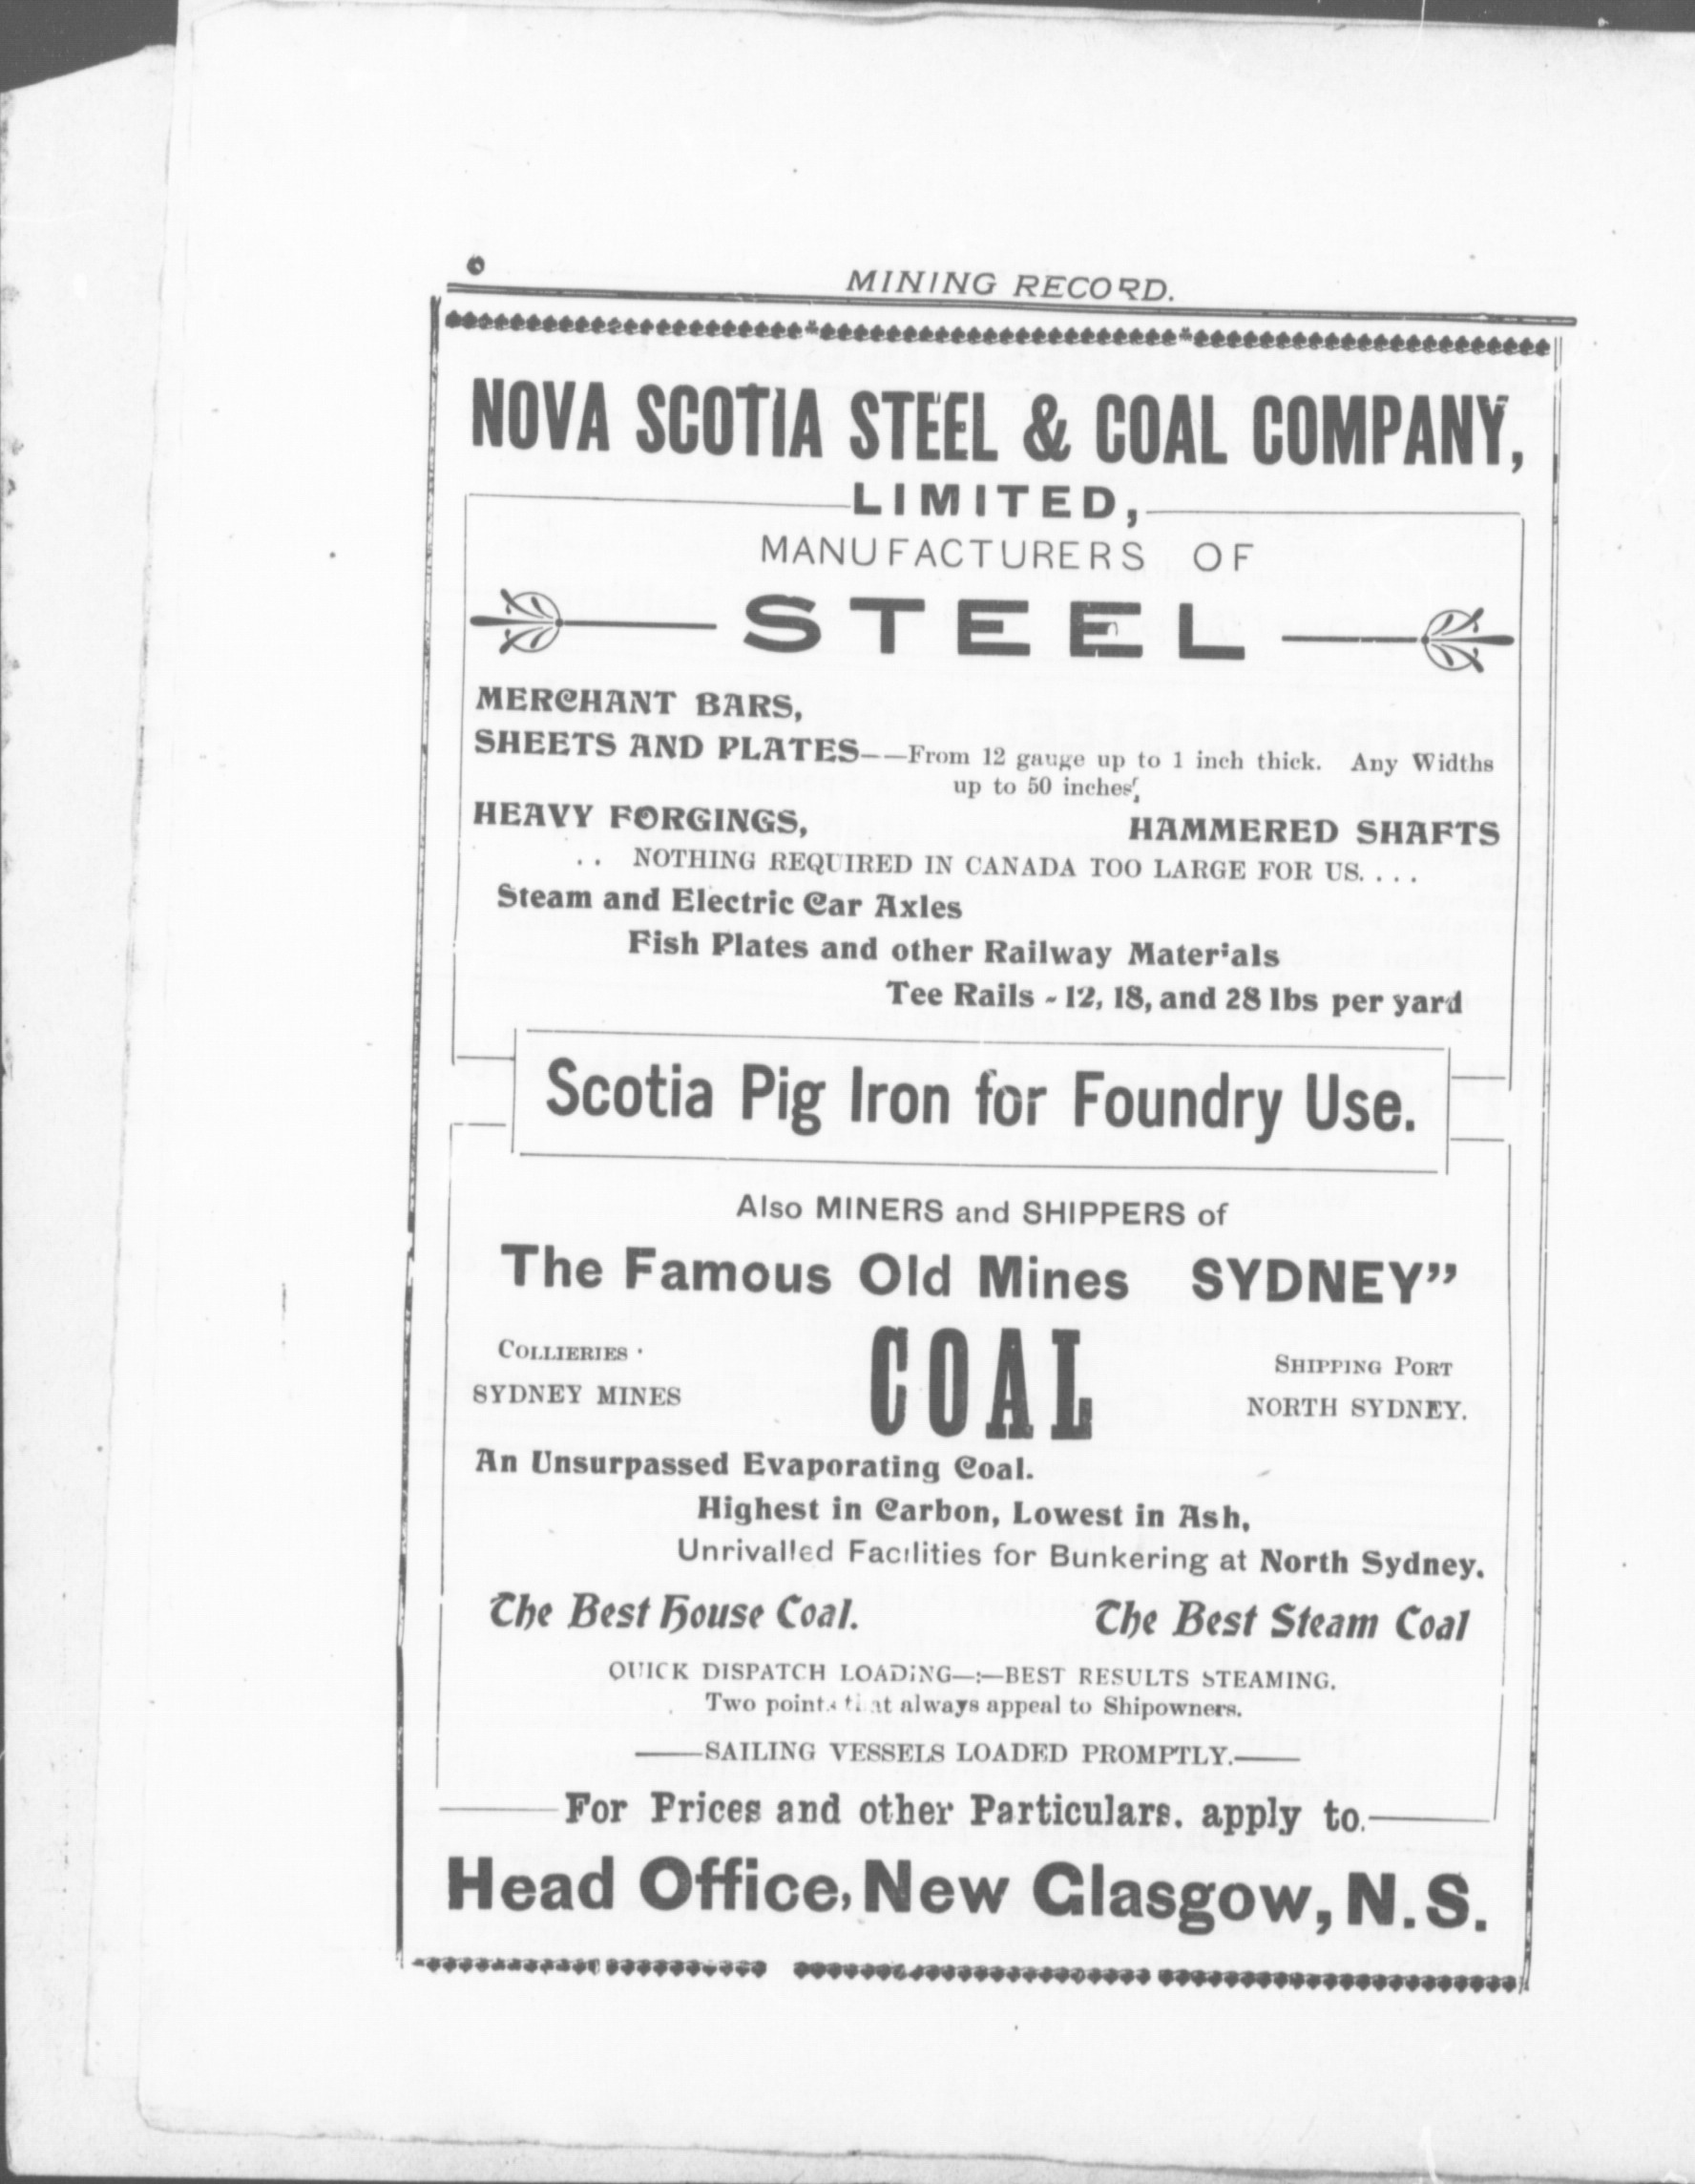 MINING RECORD.
NOVA SCOTIA STEEL & COAL COMPANY,
LIMITED,
MANUFACTURERS OF
STEEL
MERCHANT BARS,
SHEETS AND PLATES——From 12 gauge up to 1 inch thick. Any Widths
up to 50 inches,
HEAVY FORGINGS, HAMMERED SHAFTS
.. NOTHING REQUIRED IN CANADA TOO LARGE FOR US. . . .
Steam and Electric Car Axles
Fish Plates and other Railway Materials
Tee Rails - 12, 18, and 28 lbs per yard
Scotia Pig Iron for Foundry Use.
Also MINERS and SHIPPERS of
The Famous Old Mines SYDNEY”
COLLIERIES · COAL SHIPPING PORT
SYDNEY MINES NORTH SYDNEY.
An Unsurpassed Evaporating Coal.
Highest in Carbon, Lowest in Ash,
Unrivalled Facilities for Bunkering at North Sydney.
The Best House Coal. The Best Steam Coal
QUICK DISPATCH LOADING—:—BEST RESULTS STEAMING.
Two points that always appeal to Shipowners.
——SAILING VESSELS LOADED PROMPTLY.——
For Prices and other Particulars. apply to.
Head Office, New Glasgow, N.S.